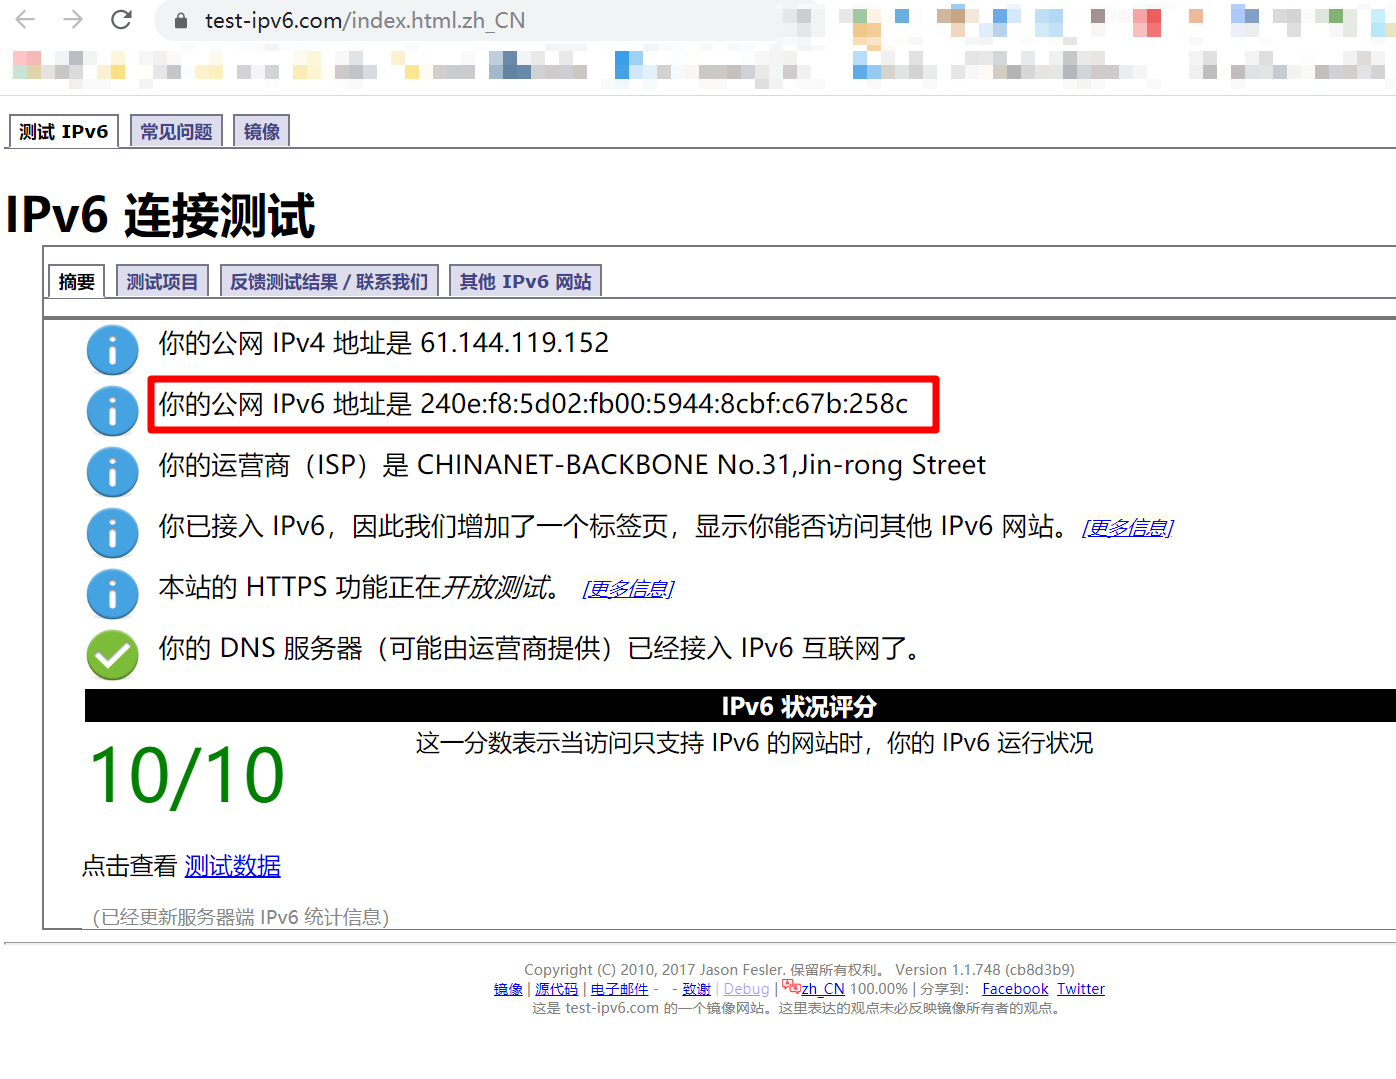 test-ipv6.com/index.html.zh_CN
测试 IPv6 常见问题 镜像
IPv6 连接测试
摘要 测试项目 反馈测试结果 / 联系我们 其他 IPv6 网站
你的公网 IPv4 地址是 61.144.119.152
你的公网 IPv6 地址是 240e:f8:5d02:fb00:5944:8cbf:c67b:258c
你的运营商（ISP）是 CHINANET-BACKBONE No.31,Jin-rong Street
你已接入 IPv6，因此我们增加了一个标签页，显示你能否访问其他 IPv6 网站。 [更多信息]
本站的 HTTPS 功能正在开放测试。 [更多信息]
你的 DNS 服务器（可能由运营商提供）已经接入 IPv6 互联网了。
IPv6 状况评分
10/10 这一分数表示当访问只支持 IPv6 的网站时，你的 IPv6 运行状况
点击查看 测试数据
（已经更新服务器端 IPv6 统计信息）
Copyright (C) 2010, 2017 Jason Fesler. 保留所有权利。 Version 1.1.748 (cb8d3b9)
镜像 | 源代码 | 电子邮件 - - 致谢 | Debug | zh_CN 100.00% | 分享到： Facebook Twitter
这是 test-ipv6.com 的一个镜像网站。这里表达的观点未必反映镜像所有者的观点。